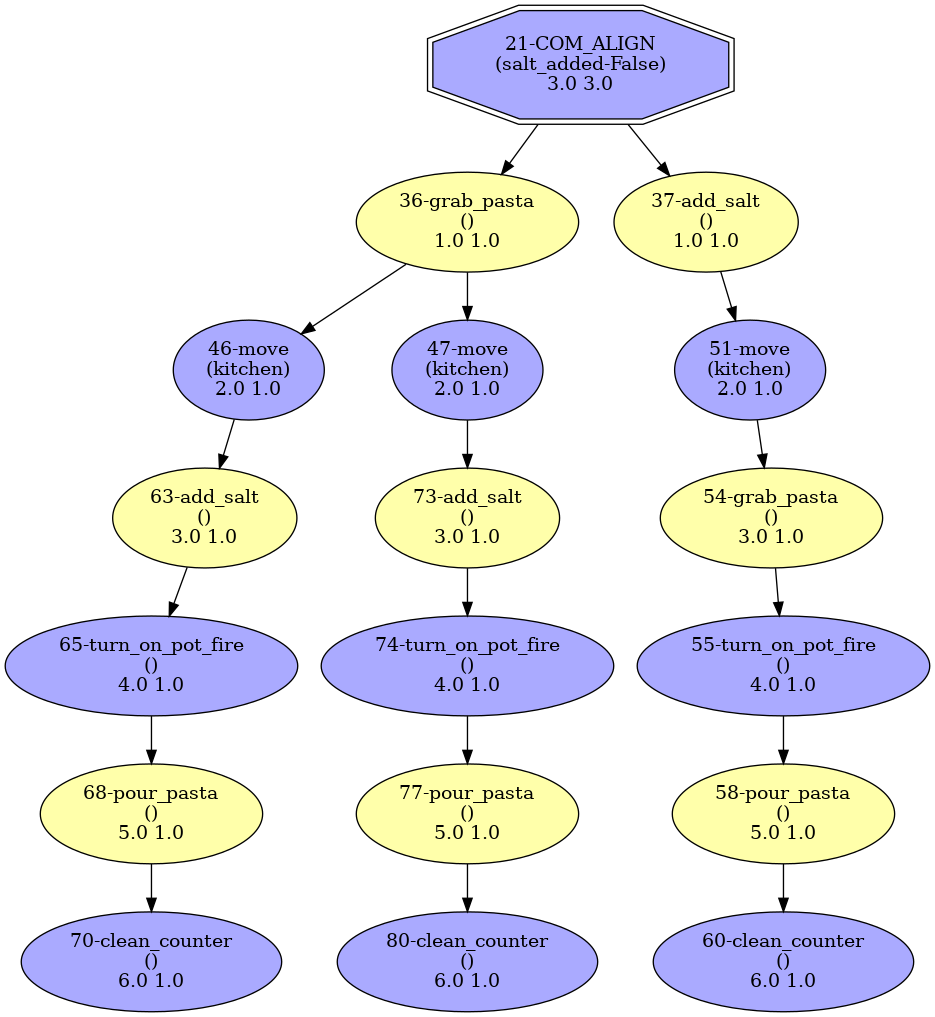 21-COM_ALIGN
(salt_added-False)
3.0 3.0
36-grab_pasta
()
1.0 1.0
37-add_salt
()
1.0 1.0
46-move
(kitchen)
2.0 1.0
47-move
(kitchen)
2.0 1.0
51-move
(kitchen)
2.0 1.0
63-add_salt
()
3.0 1.0
73-add_salt
()
3.0 1.0
54-grab_pasta
()
3.0 1.0
65-turn_on_pot_fire
()
4.0 1.0
74-turn_on_pot_fire
()
4.0 1.0
55-turn_on_pot_fire
()
4.0 1.0
68-pour_pasta
()
5.0 1.0
77-pour_pasta
()
5.0 1.0
58-pour_pasta
()
5.0 1.0
70-clean_counter
()
6.0 1.0
80-clean_counter
()
6.0 1.0
60-clean_counter
()
6.0 1.0